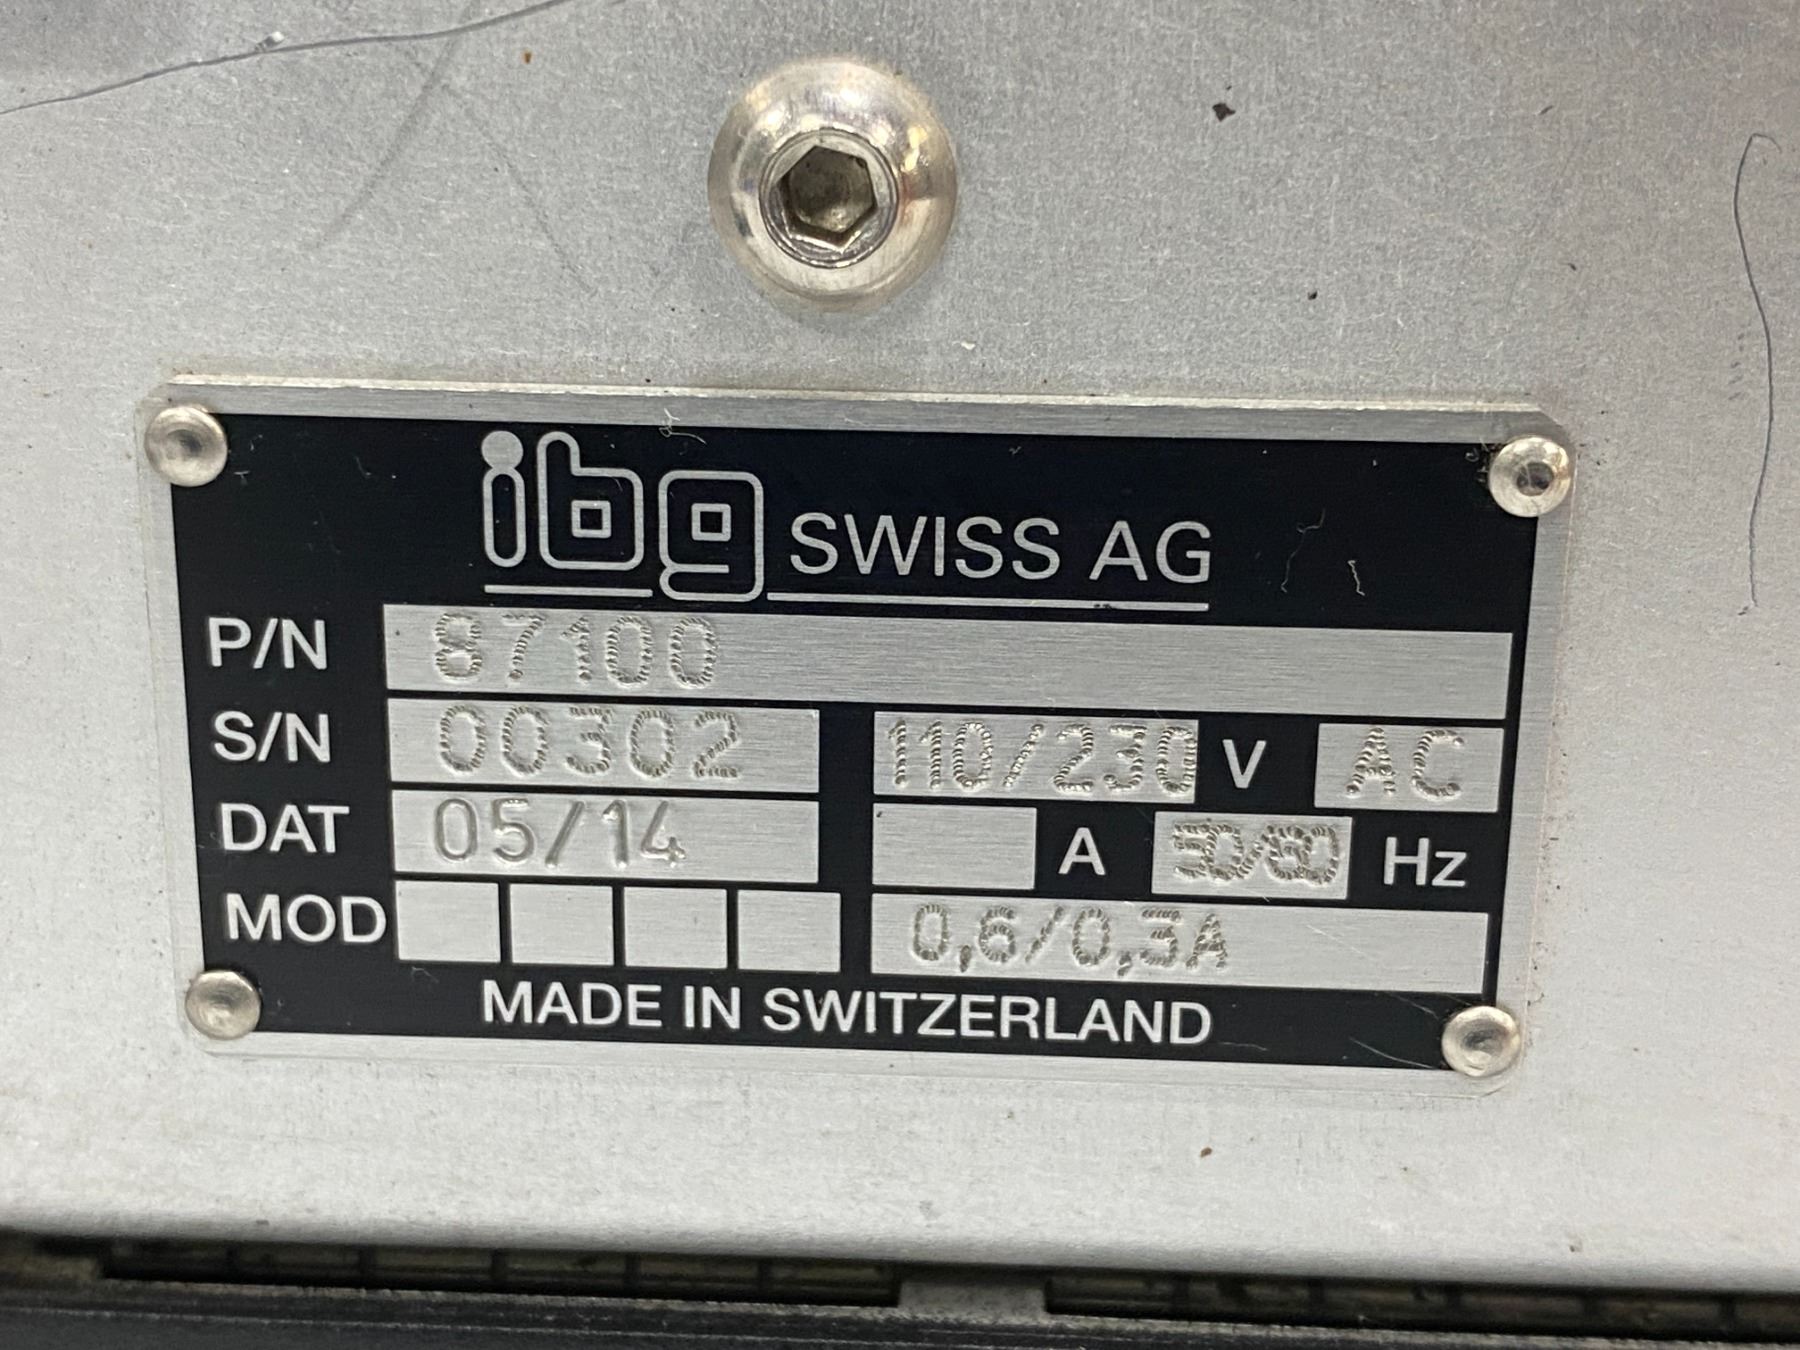 ibg SWISS AG
P/N 87100
S/N 00302 110/230 V AC
DAT 05/14 A 50/60 Hz
MOD 0,6/0,3A
MADE IN SWITZERLAND